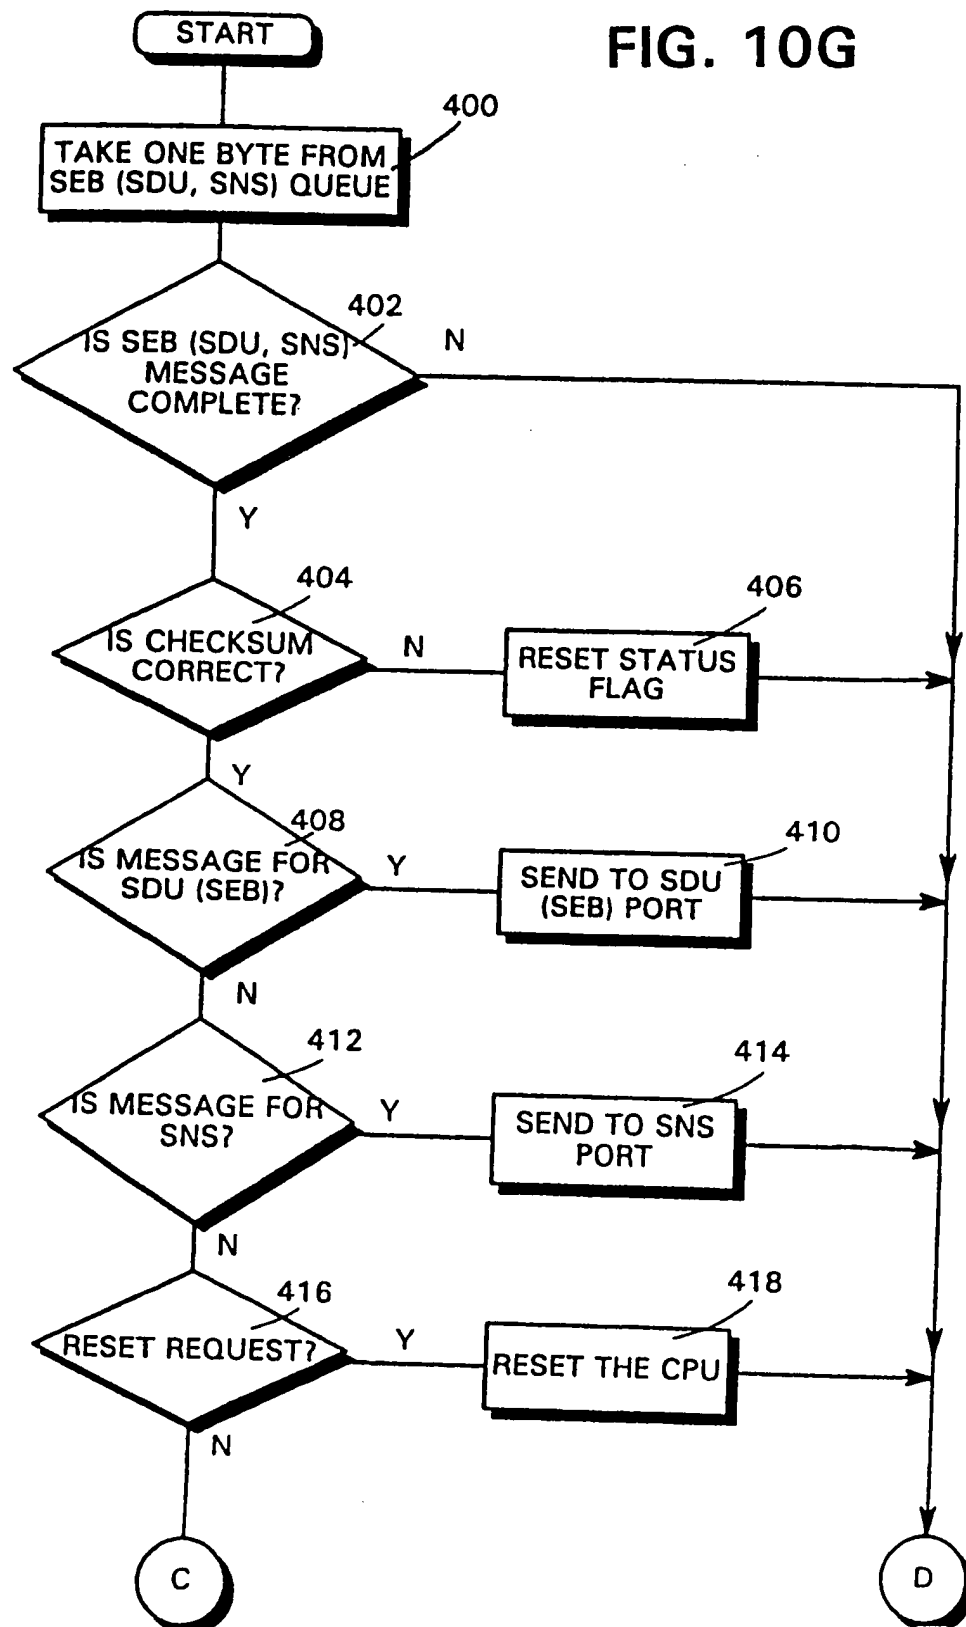 START
FIG. 10G
400
TAKE ONE BYTE FROM
SEB (SDU, SNS) QUEUE
402
IS SEB (SDU, SNS)
MESSAGE
COMPLETE?
N
Y
404
IS CHECKSUM
CORRECT?
N
406
RESET STATUS
FLAG
Y
408
IS MESSAGE FOR
SDU (SEB)?
Y
410
SEND TO SDU
(SEB) PORT
N
412
IS MESSAGE FOR
SNS?
Y
414
SEND TO SNS
PORT
N
416
RESET REQUEST?
Y
418
RESET THE CPU
N
C
D